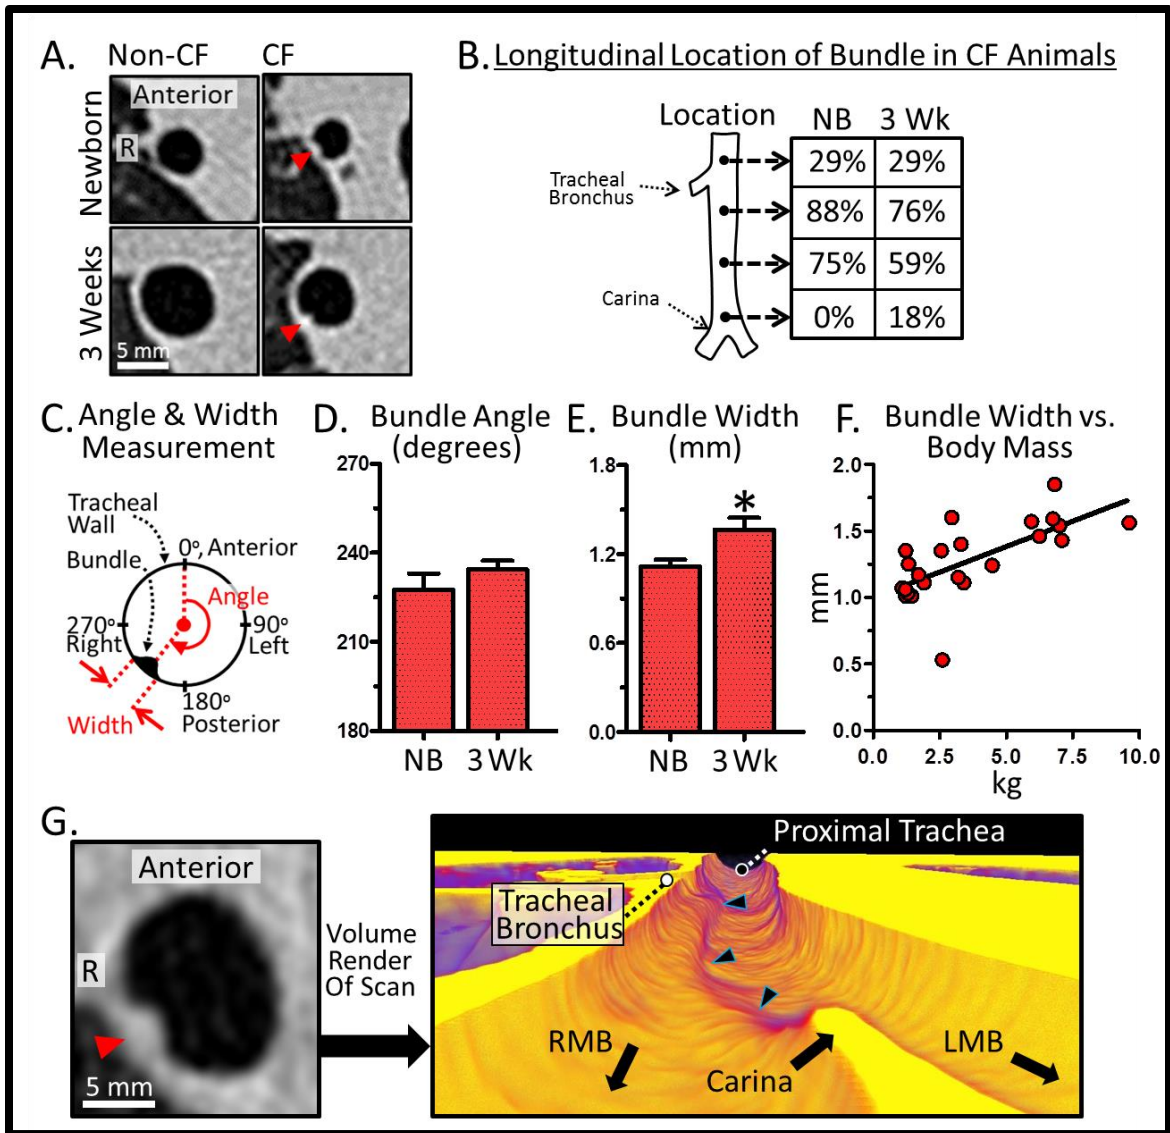 A. Non-CF CF
Newborn
Anterior
R
3 Weeks
5 mm
B. Longitudinal Location of Bundle in CF Animals
Location NB 3 Wk
Tracheal
Bronchus
Carina
29% 29%
88% 76%
75% 59%
0% 18%
C. Angle & Width
Measurement
Tracheal
Wall
Bundle
0°, Anterior
Angle
270°
Right
90°
Left
180°
Posterior
Width
D. Bundle Angle
(degrees)
270
240
210
180
NB 3 Wk
E. Bundle Width
(mm)
1.8
1.2
0.6
0.0
*
NB 3 Wk
F. Bundle Width vs.
Body Mass
2.0
1.5
1.0
0.5
0.0
mm
0.0 2.5 5.0 7.5 10.0
kg
G.
Anterior
R
5 mm
Volume
Render
Of Scan
Proximal Trachea
Tracheal
Bronchus
RMB
Carina
LMB